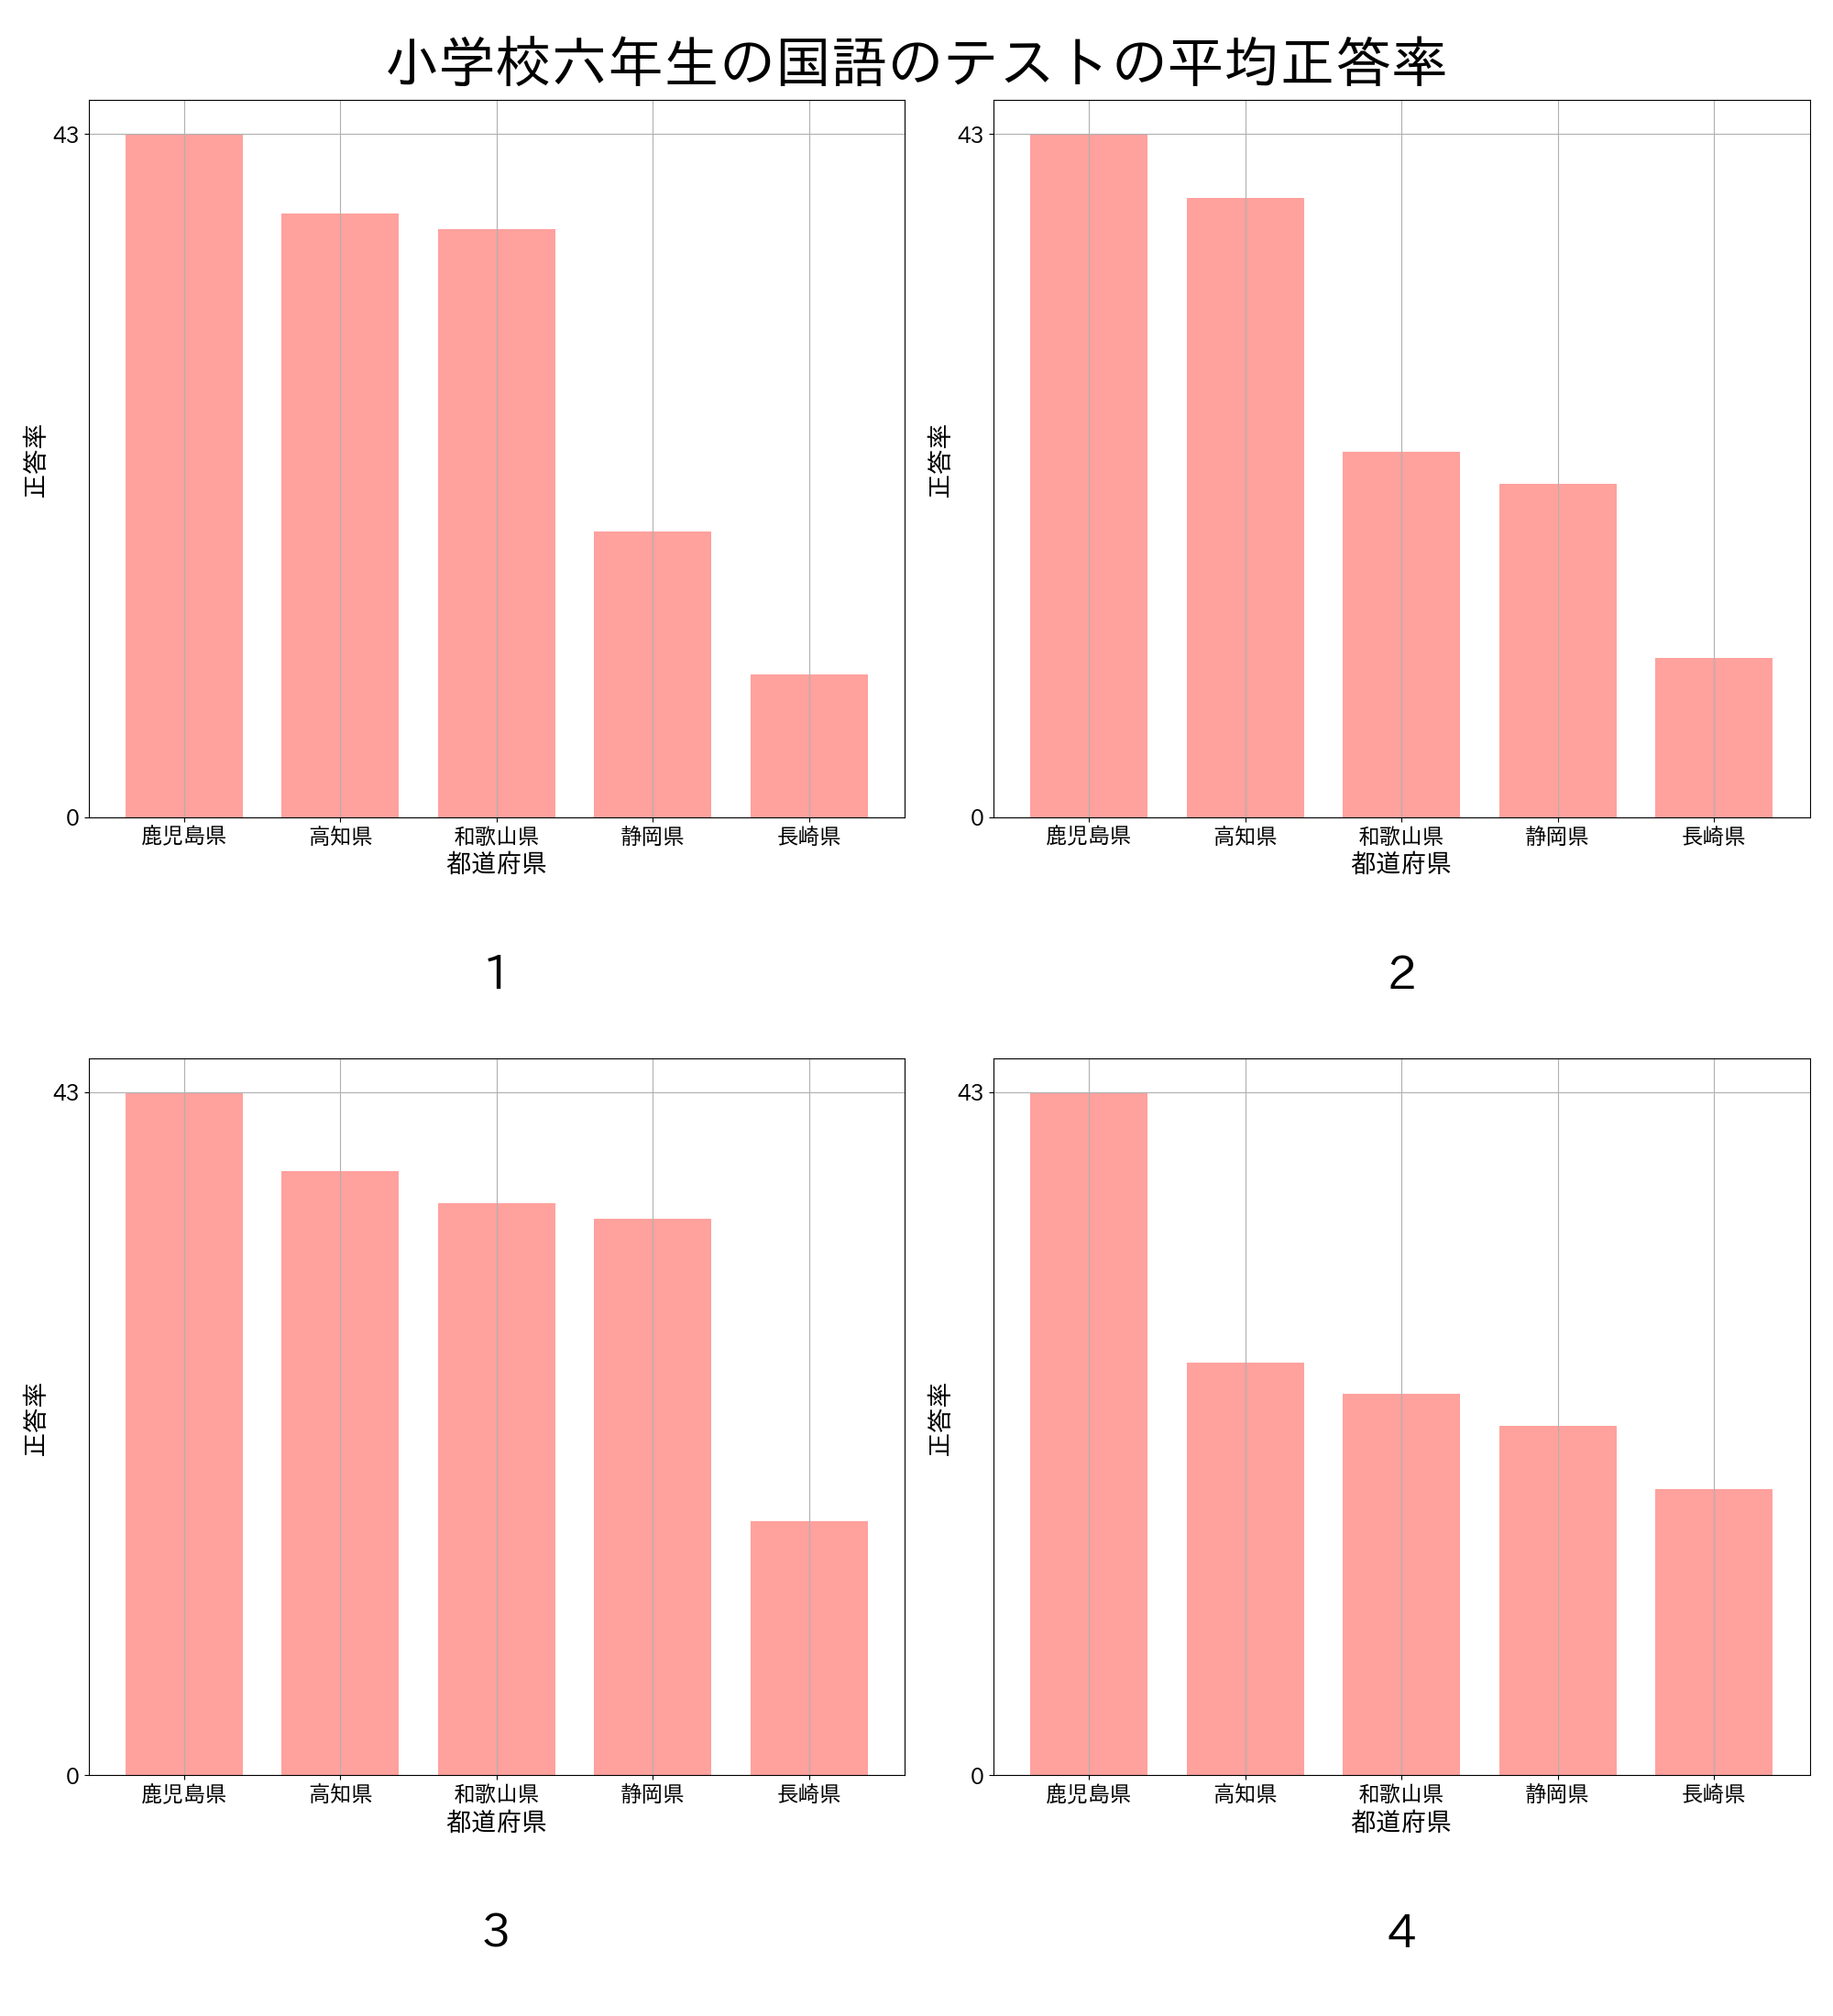 小学校六年生の国語のテストの平均正答率
43
0
正答率
鹿児島県 高知県 和歌山県 静岡県 長崎県
都道府県
1
43
0
正答率
鹿児島県 高知県 和歌山県 静岡県 長崎県
都道府県
2
43
0
正答率
鹿児島県 高知県 和歌山県 静岡県 長崎県
都道府県
3
43
0
正答率
鹿児島県 高知県 和歌山県 静岡県 長崎県
都道府県
4